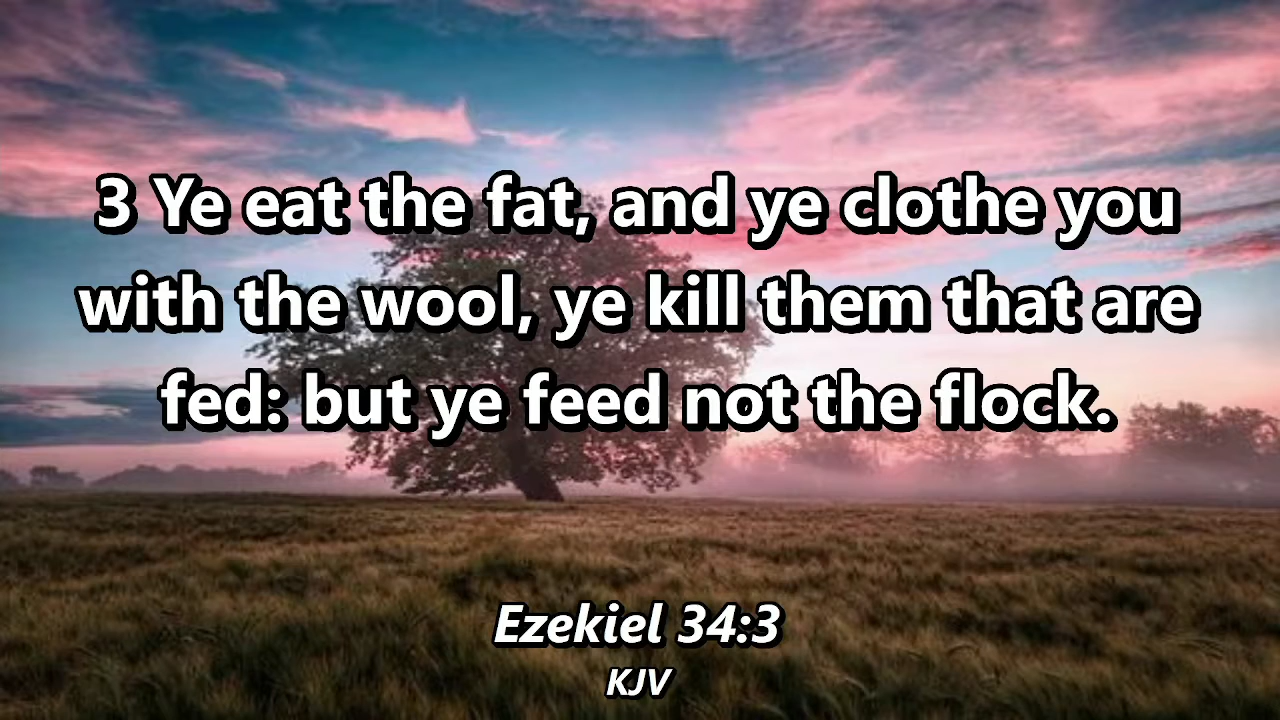 3 Ye eat the fat, and ye clothe you
with the wool, ye kill them that are
fed: but ye feed not the flock.
Ezekiel 34:3
KJV